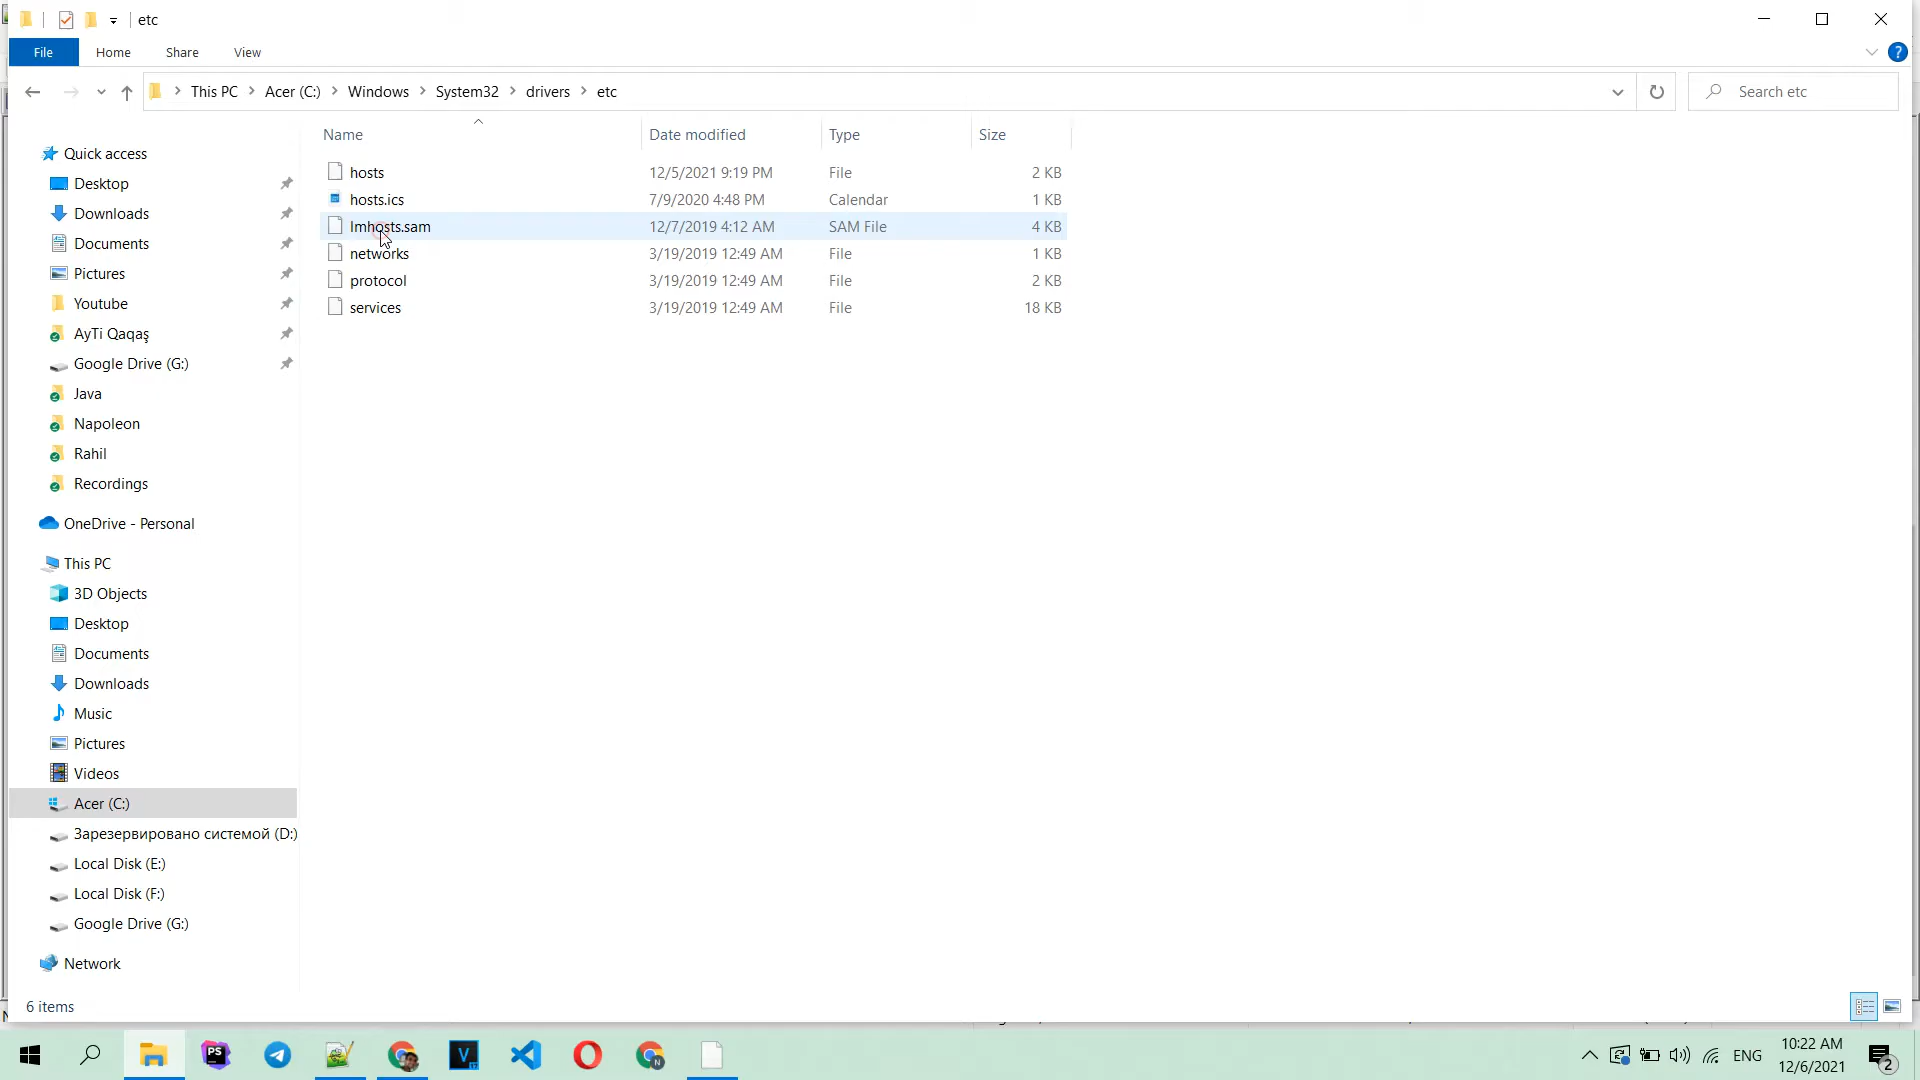 etc
File Home Share View
This PC Acer (C:) Windows System32 drivers etc
Search etc
Name Date modified Type Size
hosts 12/5/2021 9:19 PM File 2 KB
hosts.ics 7/9/2020 4:48 PM Calendar 1 KB
lmhosts.sam 12/7/2019 4:12 AM SAM File 4 KB
networks 3/19/2019 12:49 AM File 1 KB
protocol 3/19/2019 12:49 AM File 2 KB
services 3/19/2019 12:49 AM File 18 KB
Quick access
Desktop
Downloads
Documents
Pictures
Youtube
AyTi Qaqaş
Google Drive (G:)
Java
Napoleon
Rahil
Recordings
OneDrive - Personal
This PC
3D Objects
Desktop
Documents
Downloads
Music
Pictures
Videos
Acer (C:)
Зарезервировано системой (D:)
Local Disk (E:)
Local Disk (F:)
Google Drive (G:)
Network
6 items
PS
V
N
ENG
10:22 AM
12/6/2021
2